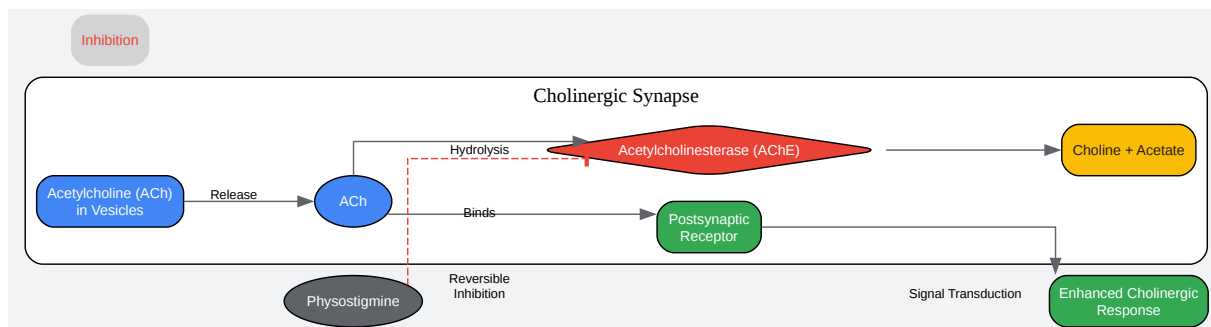 Inhibition
Cholinergic Synapse
Hydrolysis
Acetylcholinesterase (AChE)
Choline + Acetate
Acetylcholine (ACh)
in Vesicles
Release
ACh
Binds
Postsynaptic
Receptor
Physostigmine
Reversible
Inhibition
Signal Transduction
Enhanced Cholinergic
Response